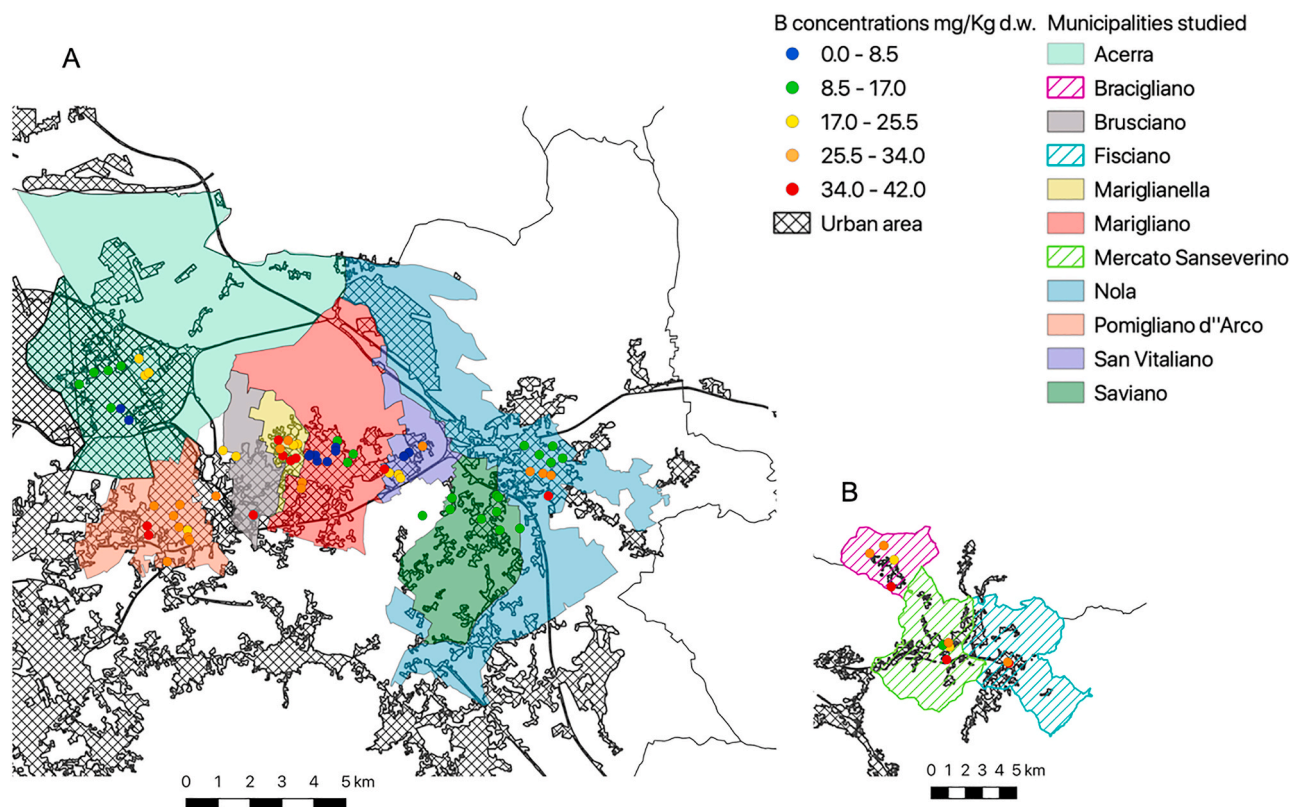 A
B concentrations mg/Kg d.w.
0.0 - 8.5
8.5 - 17.0
17.0 - 25.5
25.5 - 34.0
34.0 - 42.0
Urban area
Municipalities studied
Acerra
Bracigliano
Brusciano
Fisciano
Mariglianella
Marigliano
Mercato Sanseverino
Nola
Pomigliano d''Arco
San Vitaliano
Saviano
B
0 1 2 3 4 5 km
0 1 2 3 4 5 km